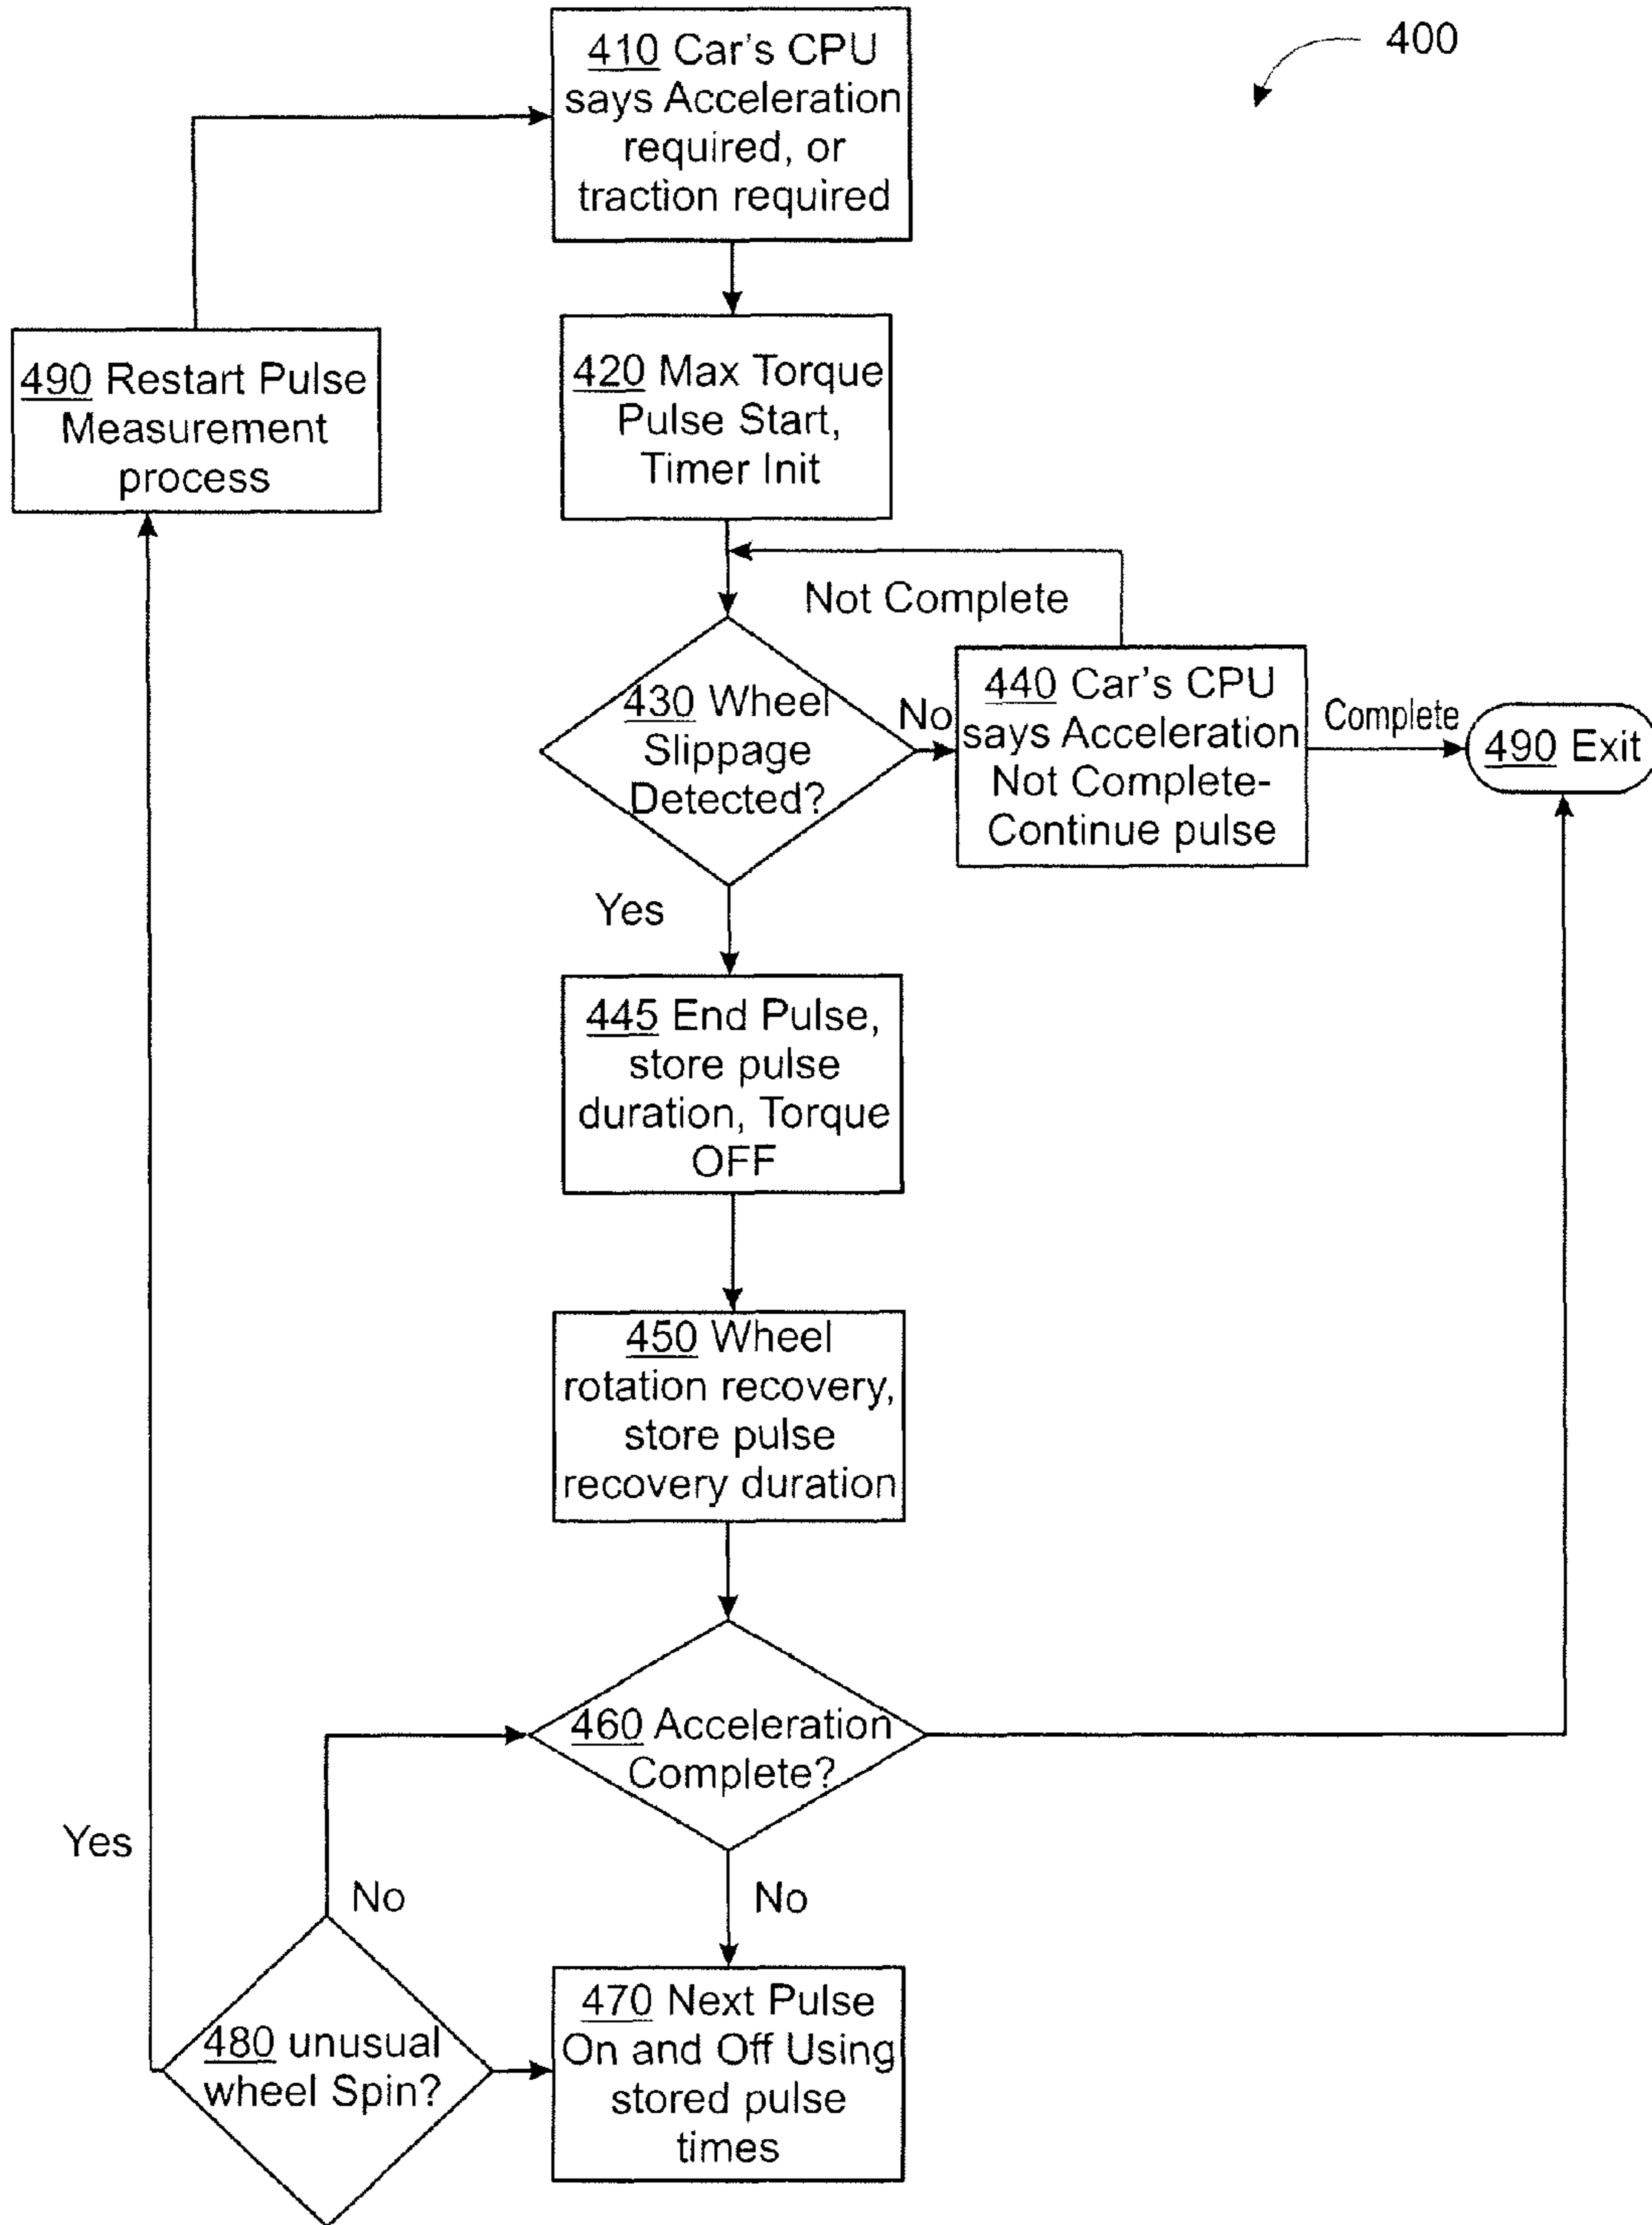 400
410 Car's CPU
says Acceleration
required, or
traction required
490 Restart Pulse
Measurement
process
420 Max Torque
Pulse Start,
Timer Init
Not Complete
430 Wheel
Slippage
Detected?
No
440 Car's CPU
says Acceleration
Not Complete-
Continue pulse
Complete
490 Exit
Yes
445 End Pulse,
store pulse
duration, Torque
OFF
450 Wheel
rotation recovery,
store pulse
recovery duration
460 Acceleration
Complete?
Yes
No
No
470 Next Pulse
On and Off Using
stored pulse
times
480 unusual
wheel Spin?